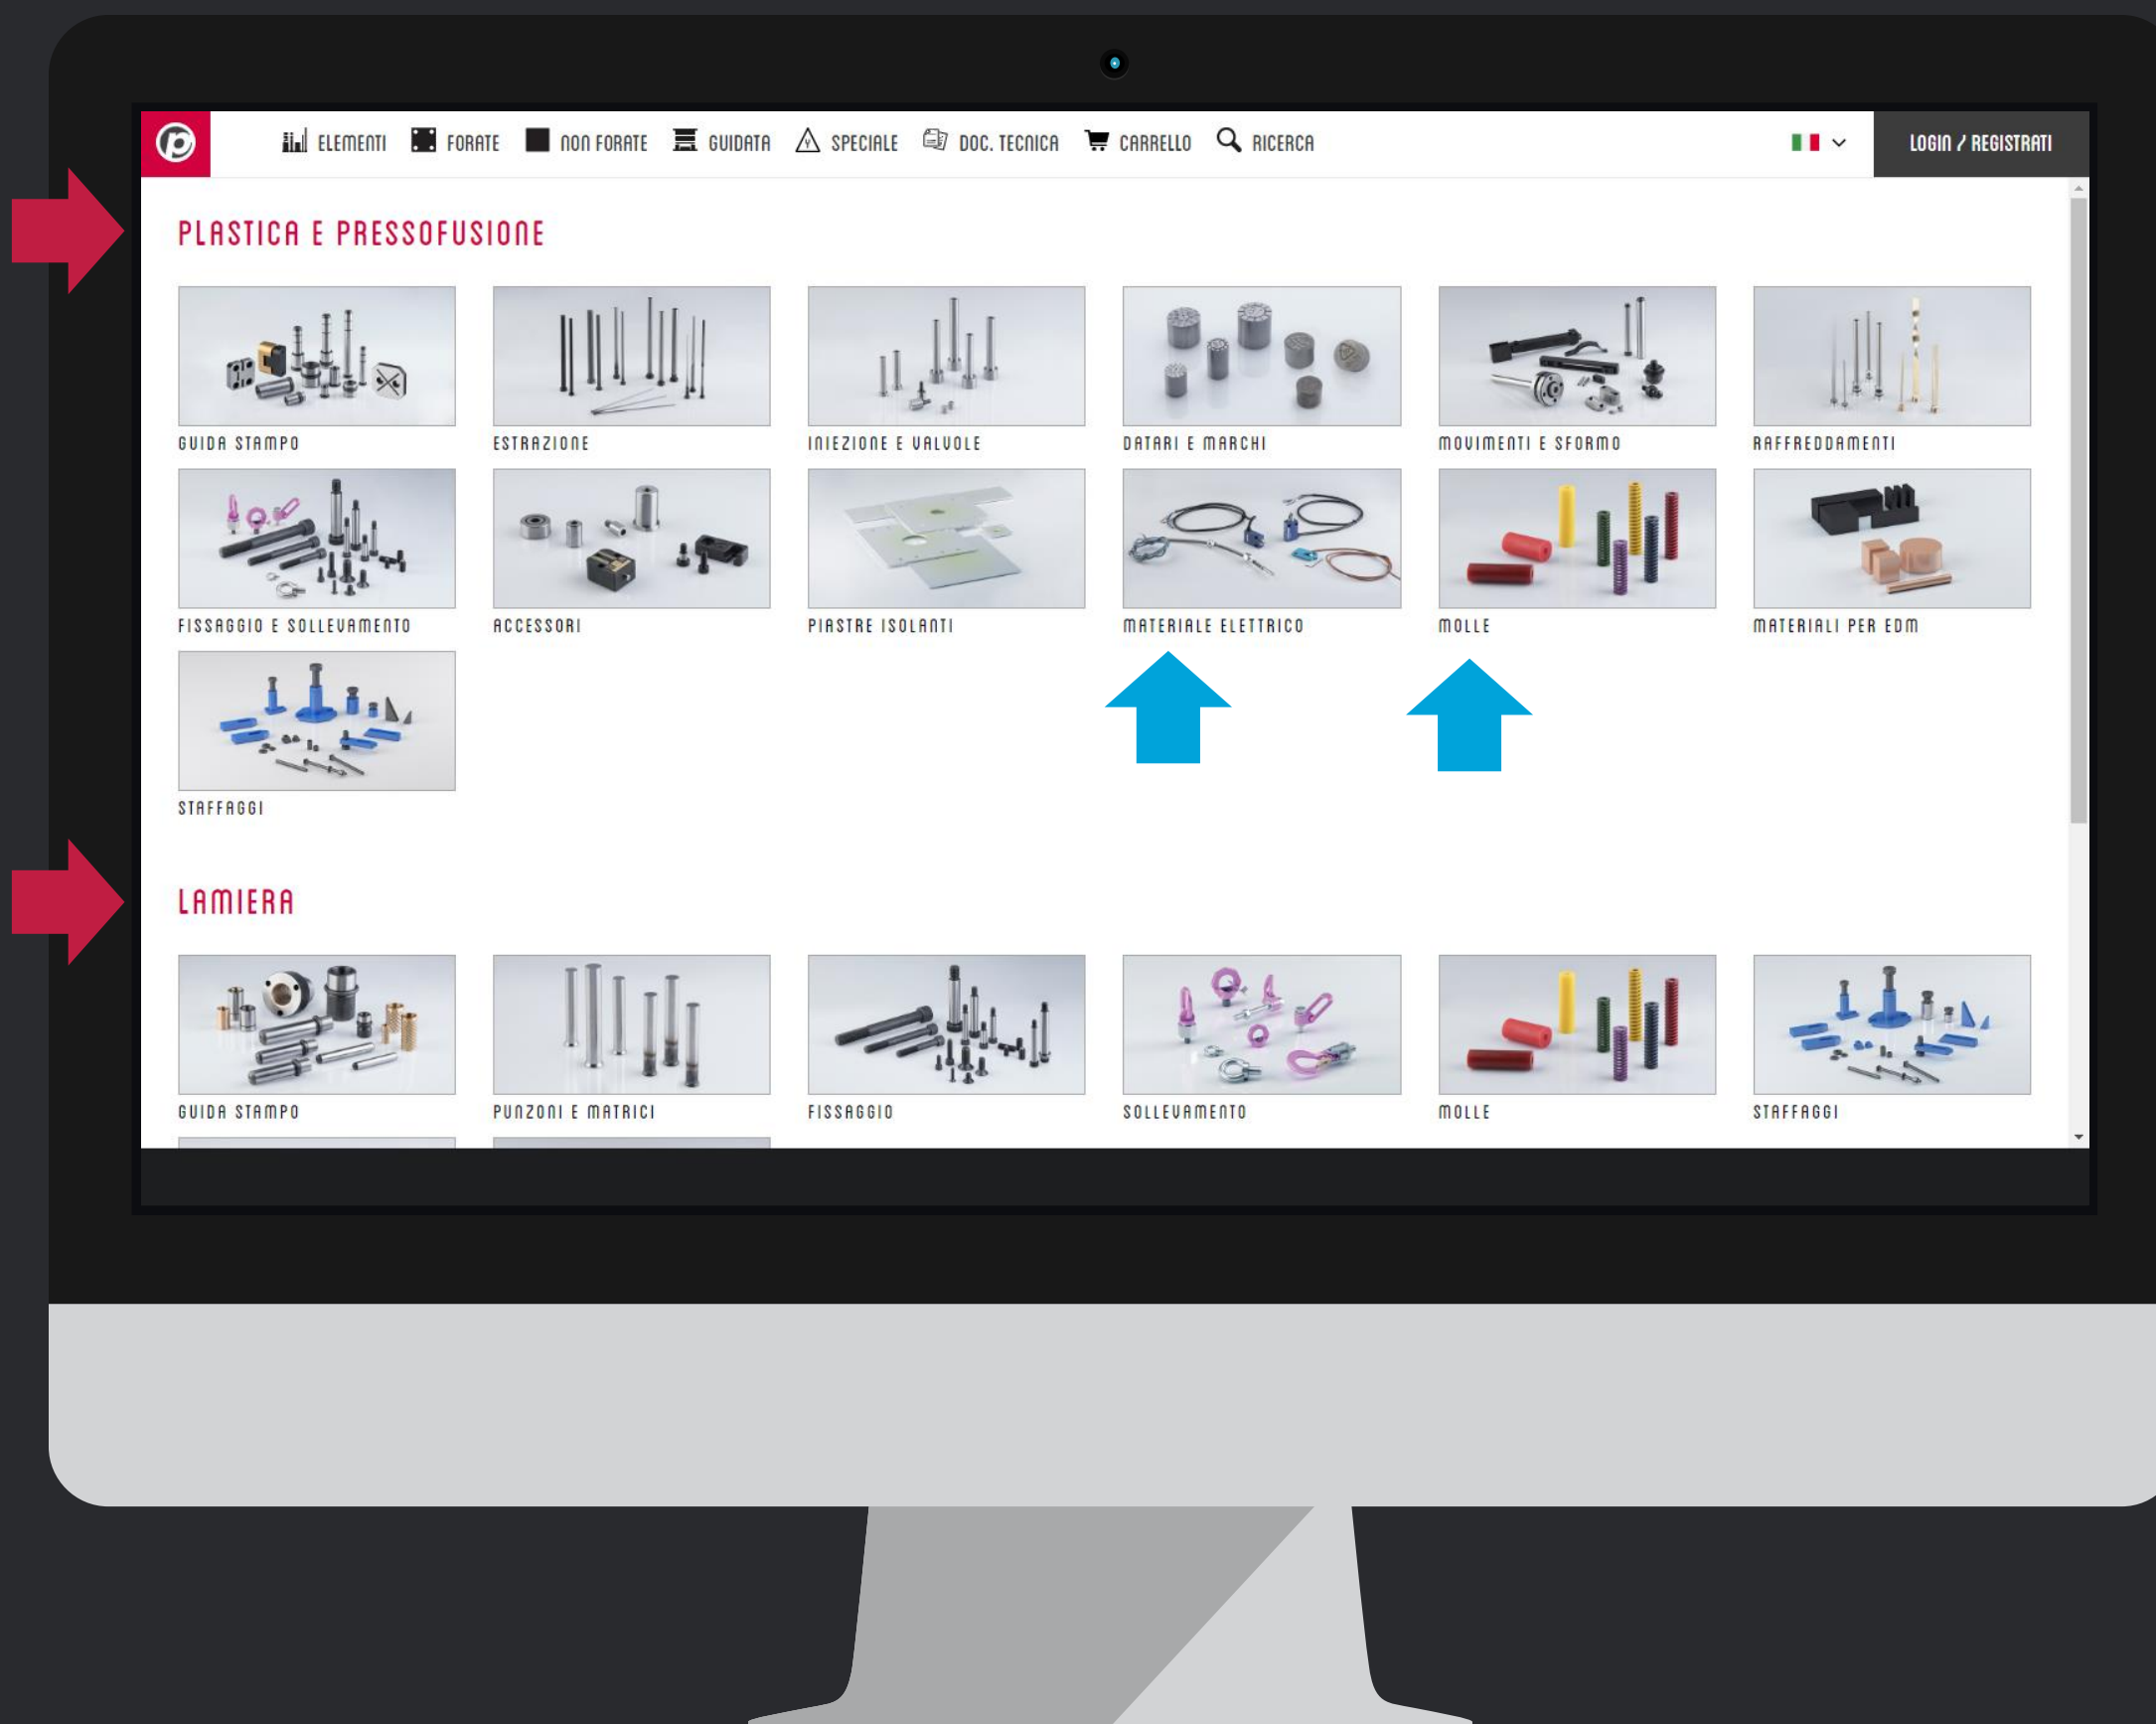 ELEMENTI FORATE NON FORATE GUIDATA SPECIALE DOC. TECNICA CARRELLO RICERCA LOGIN / REGISTRATI
PLASTICA E PRESSOFUSIONE
GUIDA STAMPO ESTRAZIONE INIEZIONE E VALVOLE DATARI E MARCHI MOVIMENTI E SFORMO RAFFREDDAMENTI
FISSAGGIO E SOLLEVAMENTO ACCESSORI PIASTRE ISOLANTI MATERIALE ELETTRICO MOLLE MATERIALI PER EDM
STAFFAGGI
LAMIERA
GUIDA STAMPO PUNZONI E MATRICI FISSAGGIO SOLLEVAMENTO MOLLE STAFFAGGI